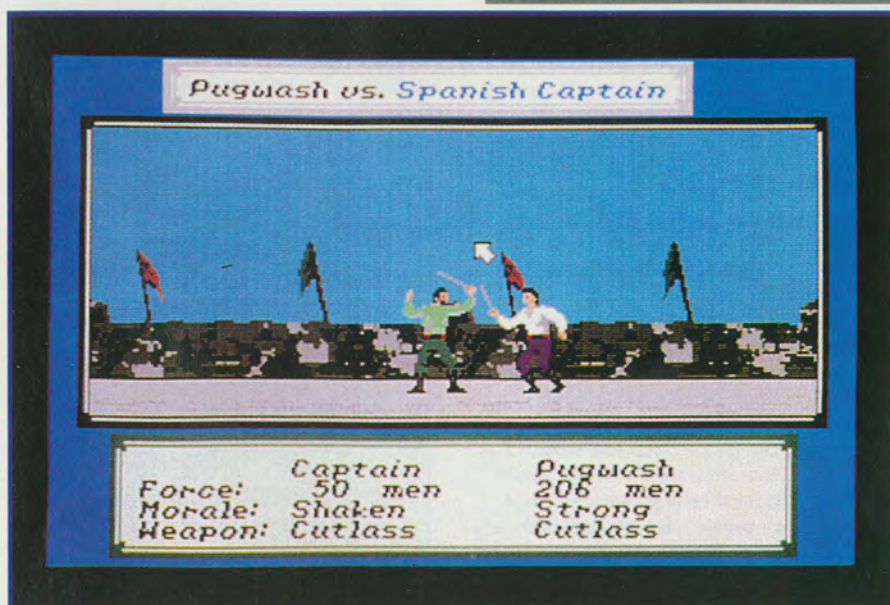 Pugwash vs. Spanish Captain
Captain Pugwash
Force: 50 men 206 men
Morale: Shaken Strong
Weapon: Cutlass Cutlass